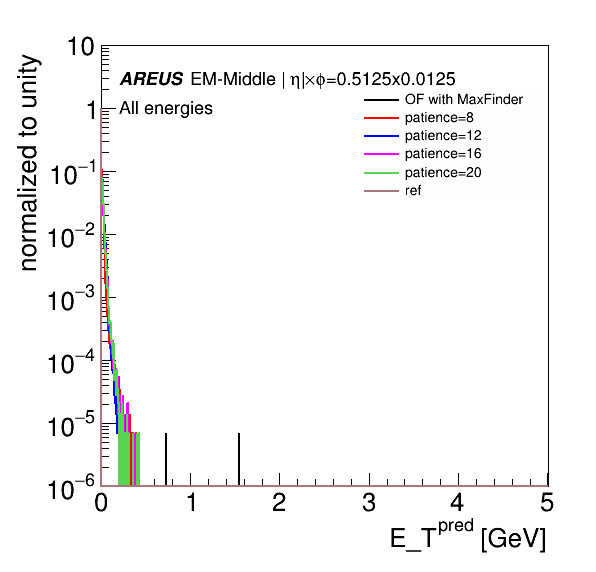 10
AREUS EM-Middle | η|×ϕ=0.5125x0.0125
OF with MaxFinder
1
All energies
patience=8
patience=12
patience=16
patience=20
ref
normalized to unity
10⁻¹
10⁻²
10⁻³
10⁻⁴
10⁻⁵
10⁻⁶
0 1 2 3 4 5
E_T^pred [GeV]